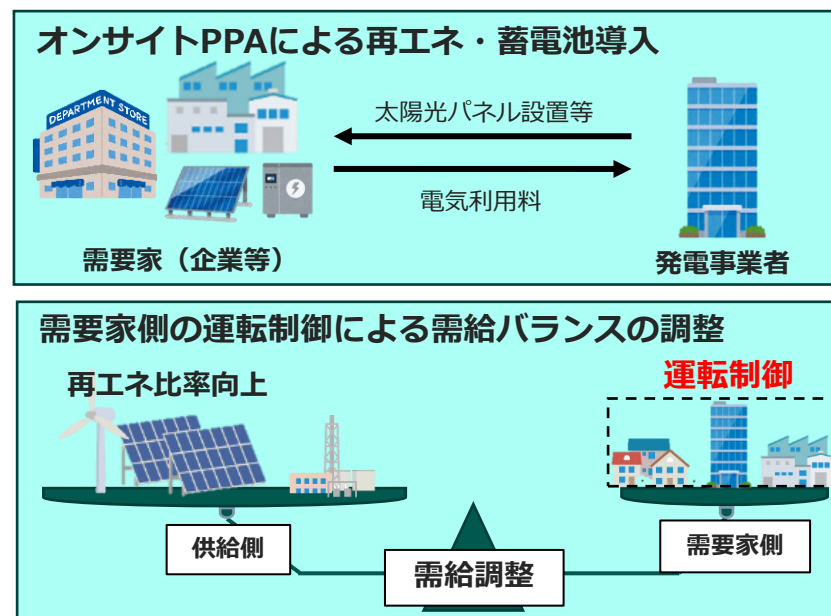 オンサイトPPAによる再エネ・蓄電池導入
DEPARTMENT STORE
太陽光パネル設置等
電気利用料
需要家（企業等）
発電事業者
需要家側の運転制御による需給バランスの調整
再エネ比率向上
運転制御
供給側
需給調整
需要家側